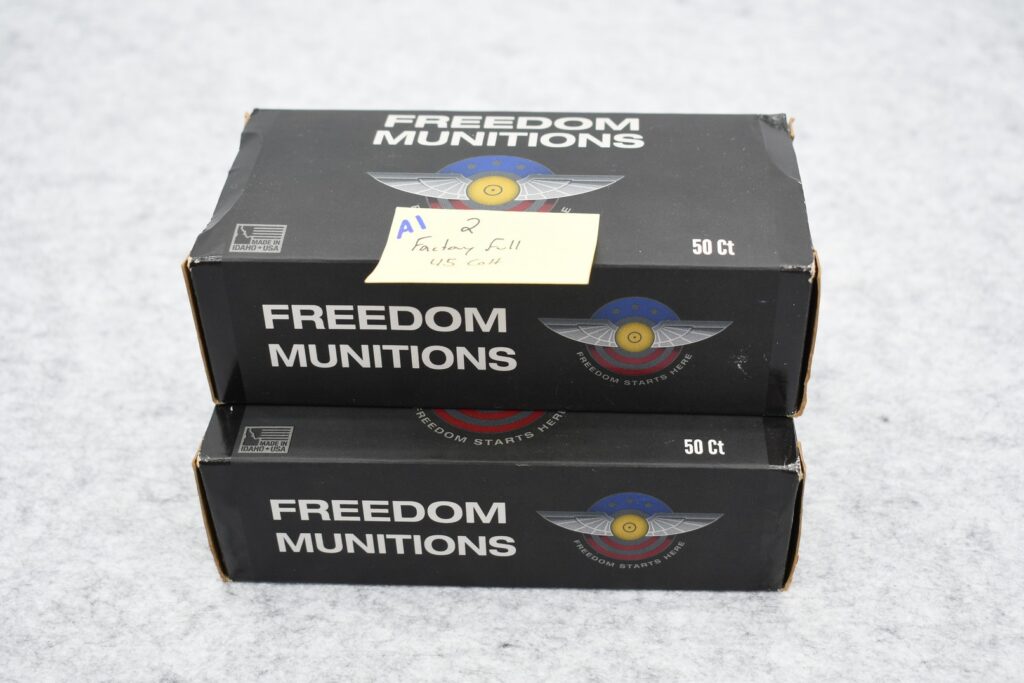 FREEDOM
MUNITIONS
MADE IN
IDAHO USA
A1 2
Factory full
45 Colt
50 Ct
FREEDOM
MUNITIONS
FREEDOM STARTS HERE
MADE IN
IDAHO USA
FREEDOM STARTS HERE
50 Ct
FREEDOM
MUNITIONS
FREEDOM STARTS HERE